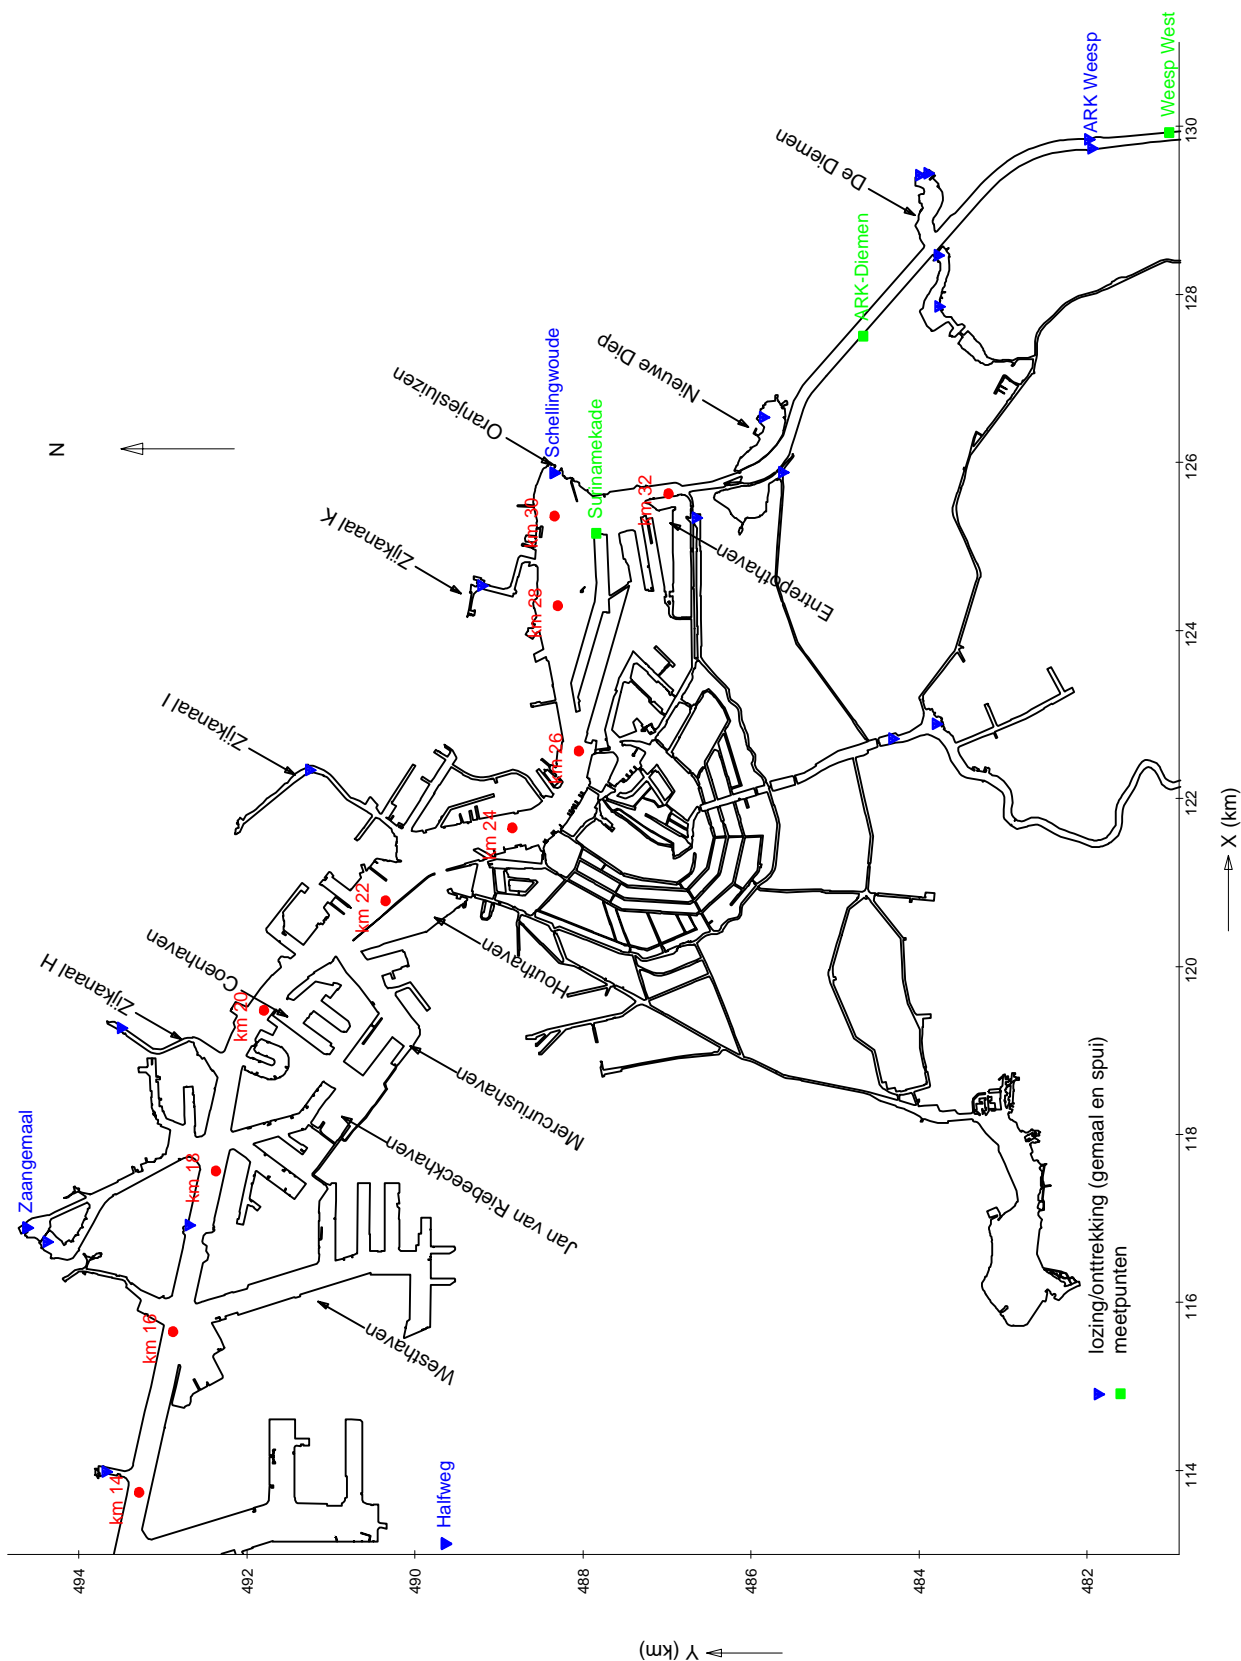 N
Zaangemaal
Zijkanaal H
Coenhaven
Zijkanaal I
Zijkanaal K
Oranjesluizen
Schellingwoude
Surinamekade
Nieuwe Diep
ARK-Diemen
De Diemen
ARK Weesp
Weesp West
Entrepothaven
Houthaven
Mercuriushaven
Jan van Riebeeckhaven
Westhaven
Halfweg
km 14
km 16
km 18
km 20
km 22
km 24
km 26
km 28
km 30
km 32
lozing/onttrekking (gemaal en spui)
meetpunten
494
492
490
488
486
484
482
Y (km)
114
116
118
120
122
124
126
128
130
X (km)